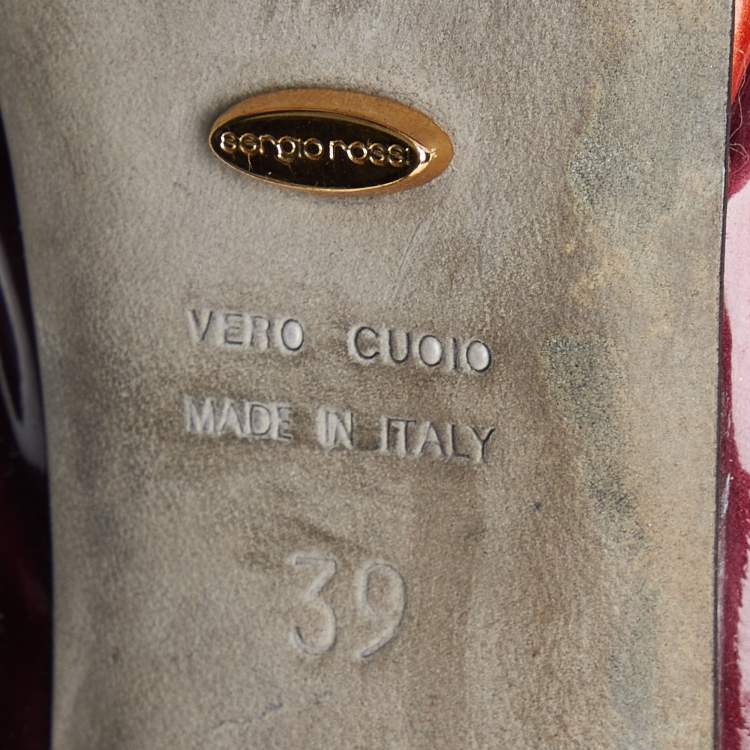 sergio rossi
VERO CUOIO
MADE IN ITALY
39